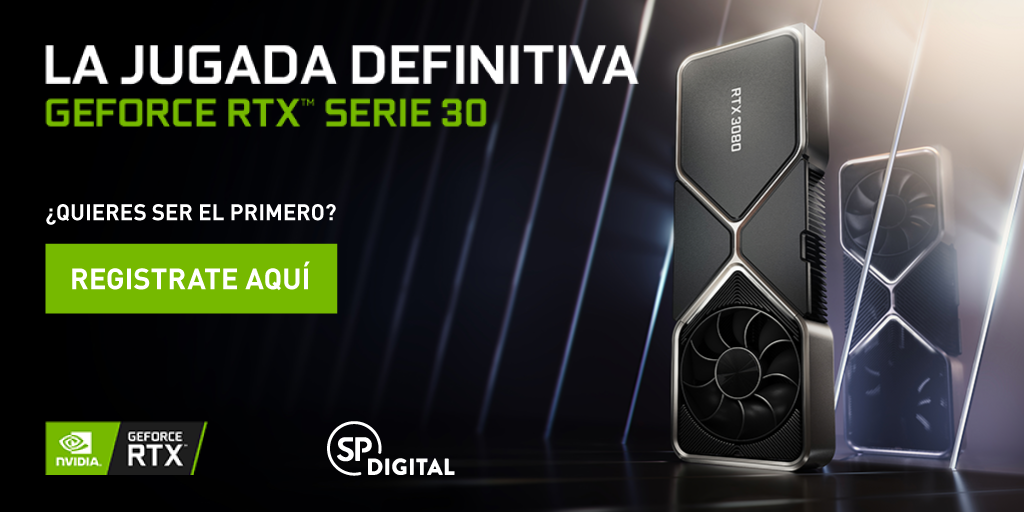 LA JUGADA DEFINITIVA
GEFORCE RTX™ SERIE 30
¿QUIERES SER EL PRIMERO?
REGISTRATE AQUÍ
RTX 3080
NVIDIA.
GEFORCE
RTX™
SP
DIGITAL